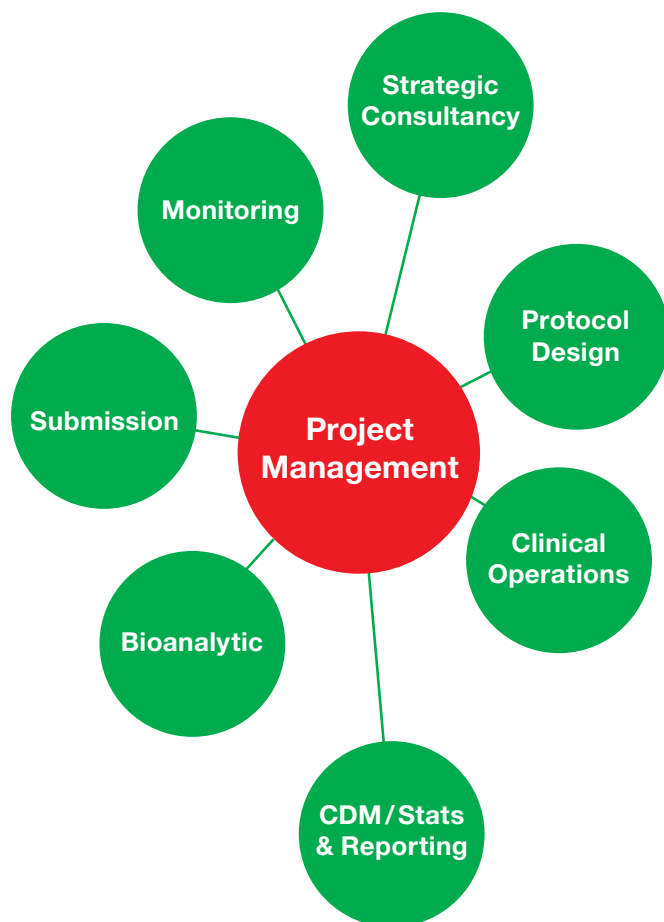 Strategic
Consultancy
Monitoring
Protocol
Design
Submission
Project
Management
Clinical
Operations
Bioanalytic
CDM / Stats
& Reporting